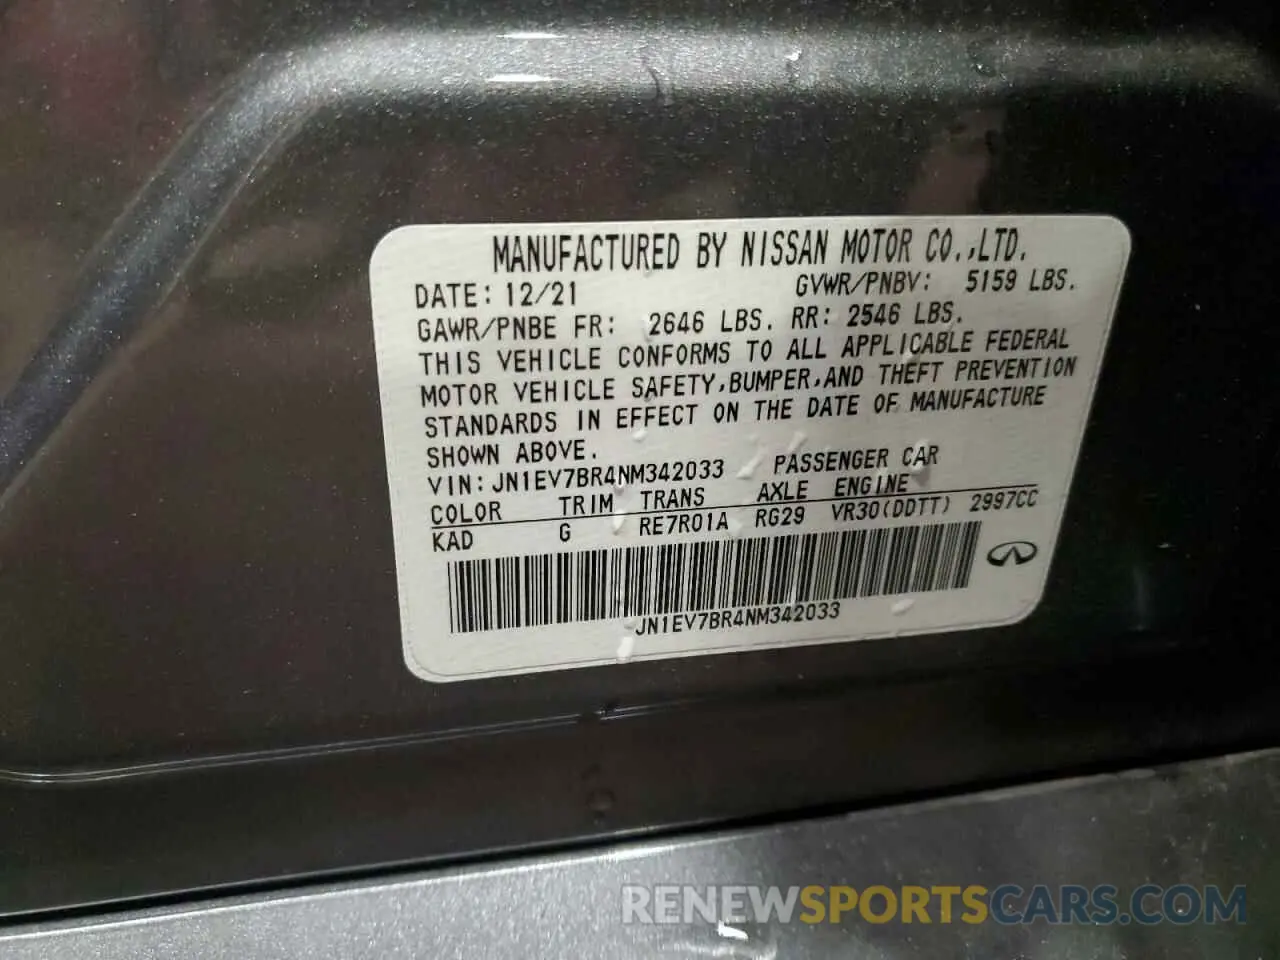 MANUFACTURED BY NISSAN MOTOR CO.,LTD.
DATE: 12/21 GVWR/PNBV: 5159 LBS.
GAWR/PNBE FR: 2646 LBS. RR: 2546 LBS.
THIS VEHICLE CONFORMS TO ALL APPLICABLE FEDERAL
MOTOR VEHICLE SAFETY,BUMPER,AND THEFT PREVENTION
STANDARDS IN EFFECT ON THE DATE OF MANUFACTURE
SHOWN ABOVE.
VIN:JN1EV7BR4NM342033 PASSENGER CAR
COLOR TRIM TRANS AXLE ENGINE
KAD G RE7R01A RG29 VR30(DDTT) 2997CC
JN1EV7BR4NM342033
RENEWSPORTSCARS.COM